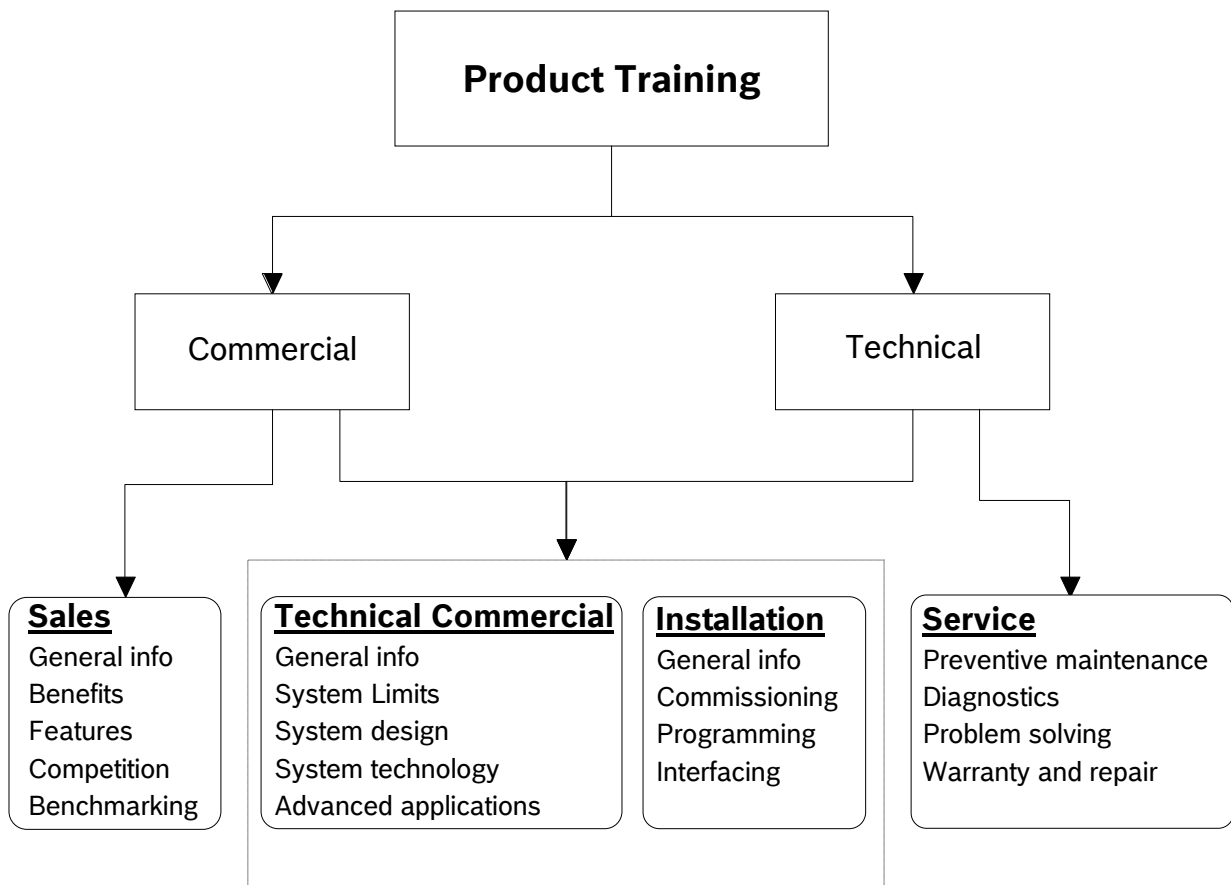 Product Training
Commercial
Technical
Sales
General info
Benefits
Features
Competition
Benchmarking
Technical Commercial
General info
System Limits
System design
System technology
Advanced applications
Installation
General info
Commissioning
Programming
Interfacing
Service
Preventive maintenance
Diagnostics
Problem solving
Warranty and repair